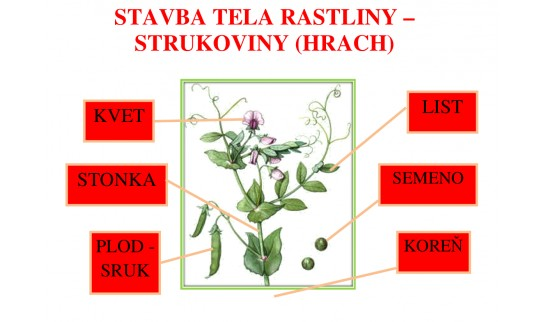 STAVBA TELA RASTLINY –
STRUKOVINY (HRACH)
KVET
LIST
STONKA
SEMENO
PLOD -
SRUK
KOREŇ